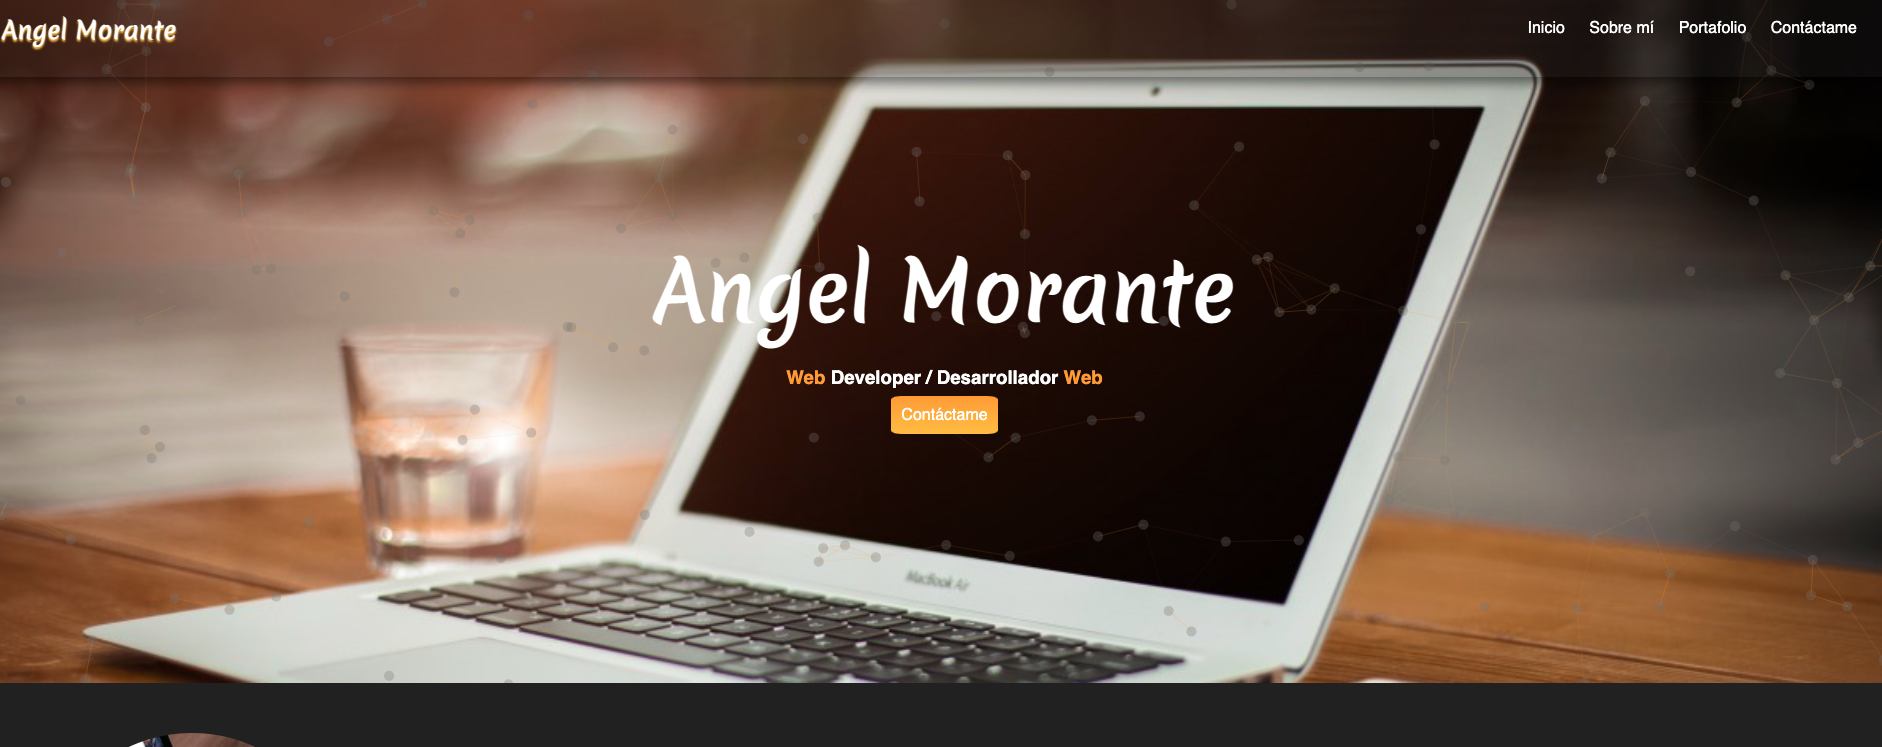 Angel Morante
Inicio Sobre mí Portafolio Contáctame
Angel Morante
Web Developer / Desarrollador Web
Contáctame
MacBook Air